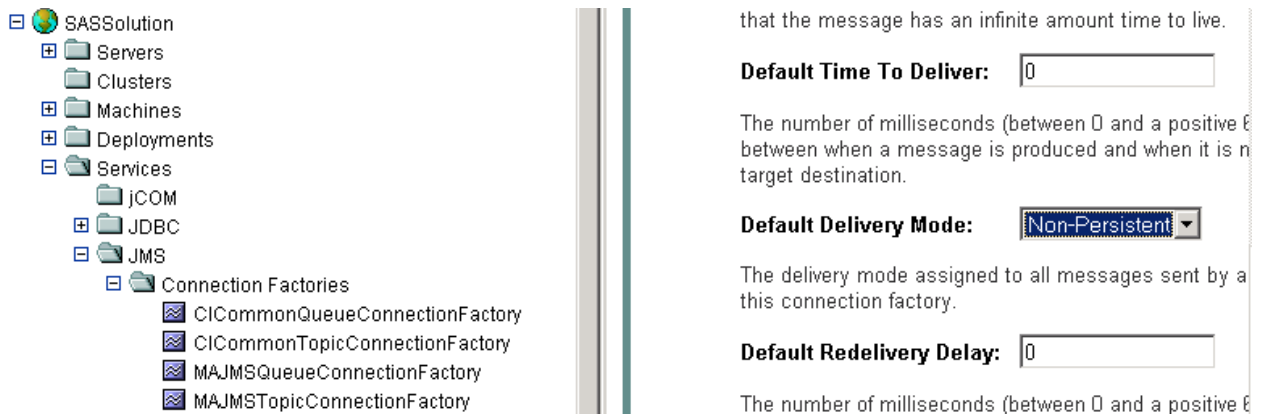 SASSolution
Servers
Clusters
Machines
Deployments
Services
jCOM
JDBC
JMS
Connection Factories
CICommonQueueConnectionFactory
CICommonTopicConnectionFactory
MAJMSQueueConnectionFactory
MAJMSTopicConnectionFactory
that the message has an infinite amount time to live.
Default Time To Deliver: 0
The number of milliseconds (between 0 and a positive
between when a message is produced and when it is
target destination.
Default Delivery Mode: Non-Persistent
The delivery mode assigned to all messages sent by a
this connection factory.
Default Redelivery Delay: 0
The number of milliseconds (between 0 and a positive